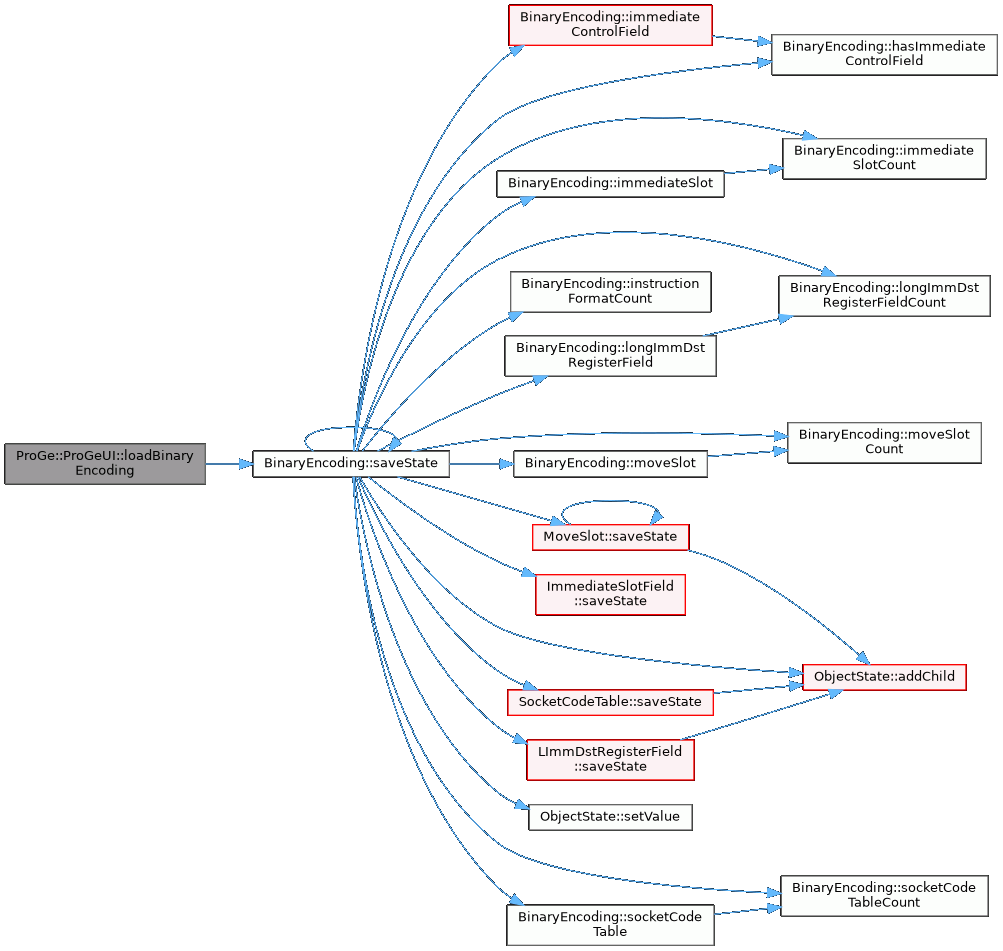 BinaryEncoding::immediate
ControlField
BinaryEncoding::hasImmediate
ControlField
BinaryEncoding::immediate
SlotCount
BinaryEncoding::immediateSlot
BinaryEncoding::instruction
FormatCount
BinaryEncoding::longImmDst
RegisterFieldCount
BinaryEncoding::longImmDst
RegisterField
ProGe::ProGeUI::loadBinary
Encoding
BinaryEncoding::saveState
BinaryEncoding::moveSlot
BinaryEncoding::moveSlot
Count
MoveSlot::saveState
ImmediateSlotField
::saveState
ObjectState::addChild
SocketCodeTable::saveState
LImmDstRegisterField
::saveState
ObjectState::setValue
BinaryEncoding::socketCode
TableCount
BinaryEncoding::socketCode
Table